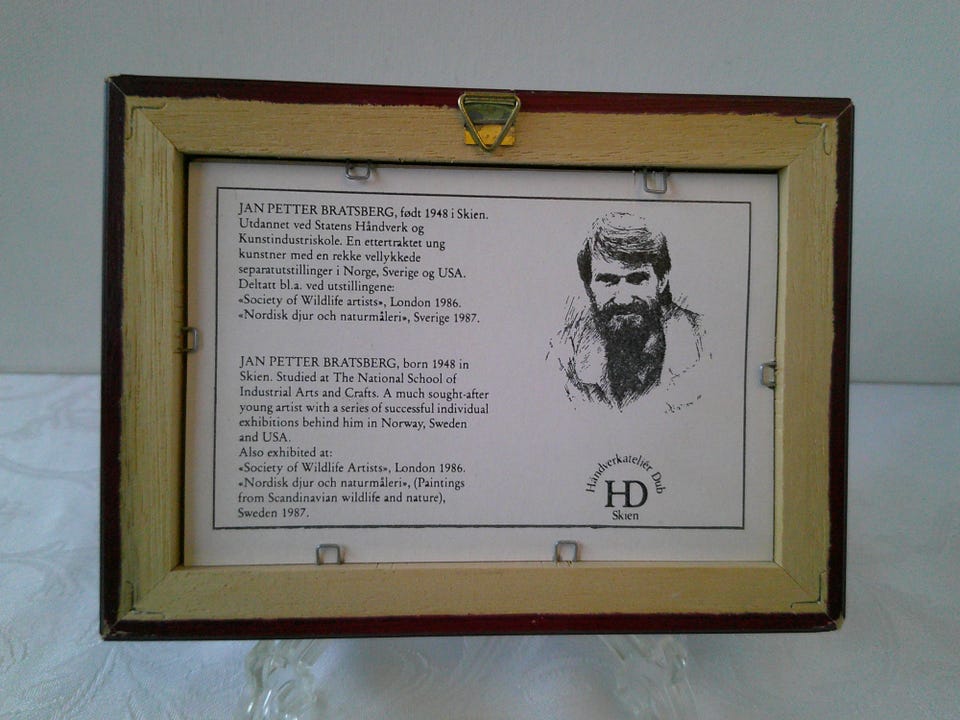 JAN PETTER BRATSBERG, født 1948 i Skien.
Utdannet ved Statens Håndverk og
Kunstindustriskole. En ettertraktet ung
kunstner med en rekke vellykkede
separatutstillinger i Norge, Sverige og USA.
Deltatt bl.a. ved utstillingene:
«Society of Wildlife artists», London 1986.
«Nordisk djur och naturmåleri», Sverige 1987.
JAN PETTER BRATSBERG, born 1948 in
Skien. Studied at The National School of
Industrial Arts and Crafts. A much sought-after
young artist with a series of successful individual
exhibitions behind him in Norway, Sweden
and USA.
Also exhibited at:
«Society of Wildlife Artists», London 1986.
«Nordisk djur och naturmåleri», (Paintings
from Scandinavian wildlife and nature),
Sweden 1987.
Håndverkateliér Dub
HD
Skien